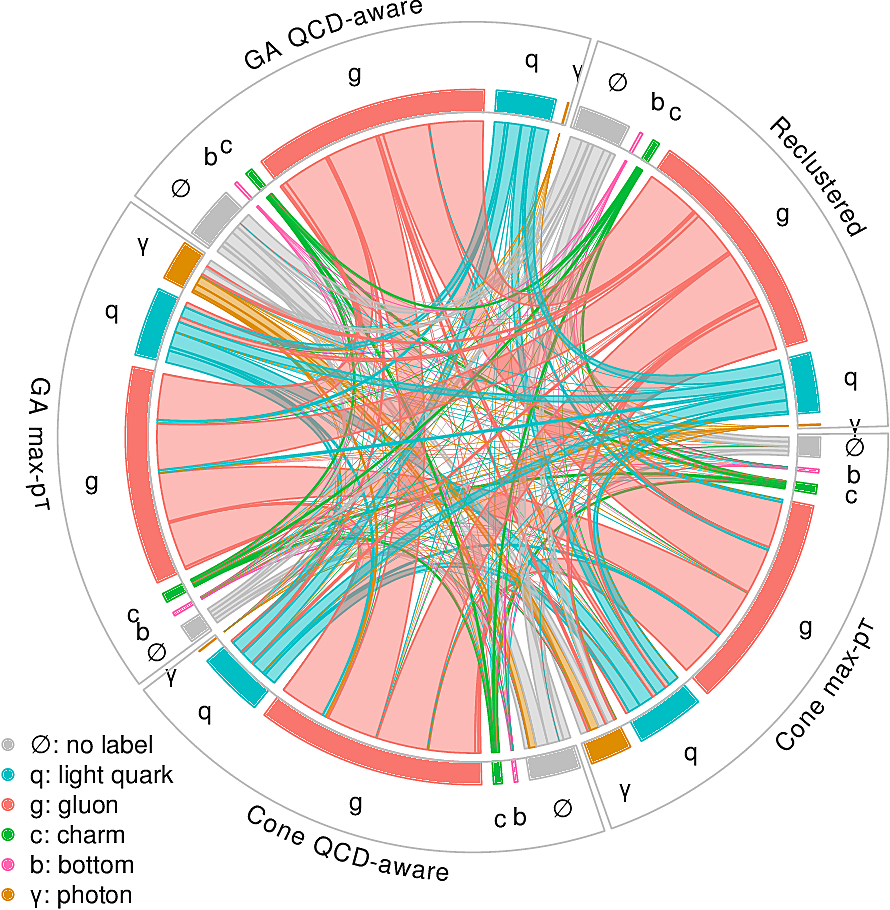 GA QCD-aware
g
q
γ
∅
b c
g
Reclustered
q
γ
∅
b
c
g
Cone max-pT
q
γ
∅
c b
g
Cone QCD-aware
q
γ
∅
b
c
g
GA max-pT
q
γ
∅
b c
∅: no label
q: light quark
g: gluon
c: charm
b: bottom
γ: photon